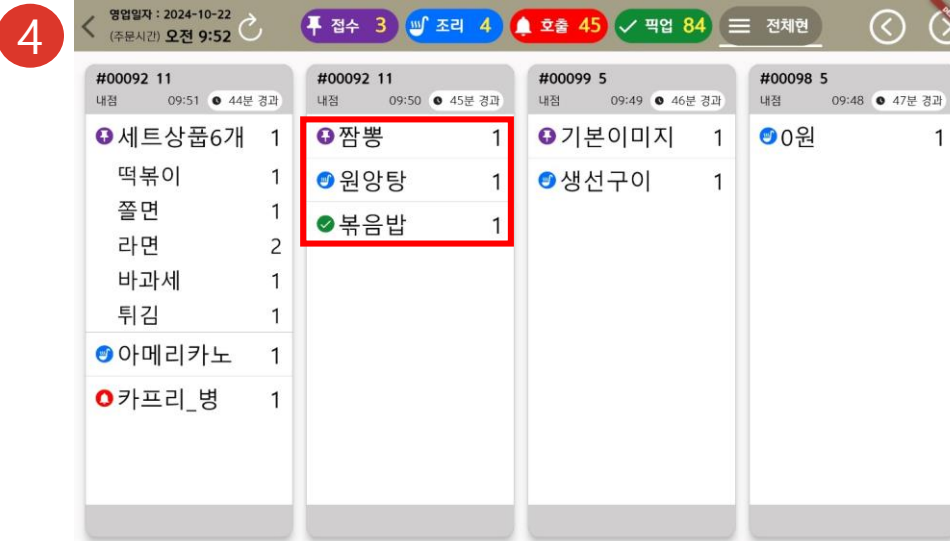 4
영업일자 : 2024-10-22
(주문시간) 오전 9:52
접수 3
조리 4
호출 45
픽업 84
전체현
#00092 11
내점 09:51 44분 경과
세트상품6개 1
떡볶이 1
쫄면 1
라면 2
바과세 1
튀김 1
아메리카노 1
카프리_병 1
#00092 11
내점 09:50 45분 경과
짬뽕 1
원앙탕 1
볶음밥 1
#00099 5
내점 09:49 46분 경과
기본이미지 1
생선구이 1
#00098 5
내점 09:48 47분 경과
0원 1